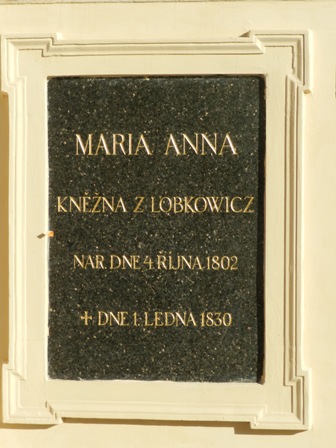 MARIA ANNA
KNĚŽNA Z LOBKOWICZ
NAR. DNE 4. ŘÍJNA 1802
✝ DNE 1. LEDNA 1830